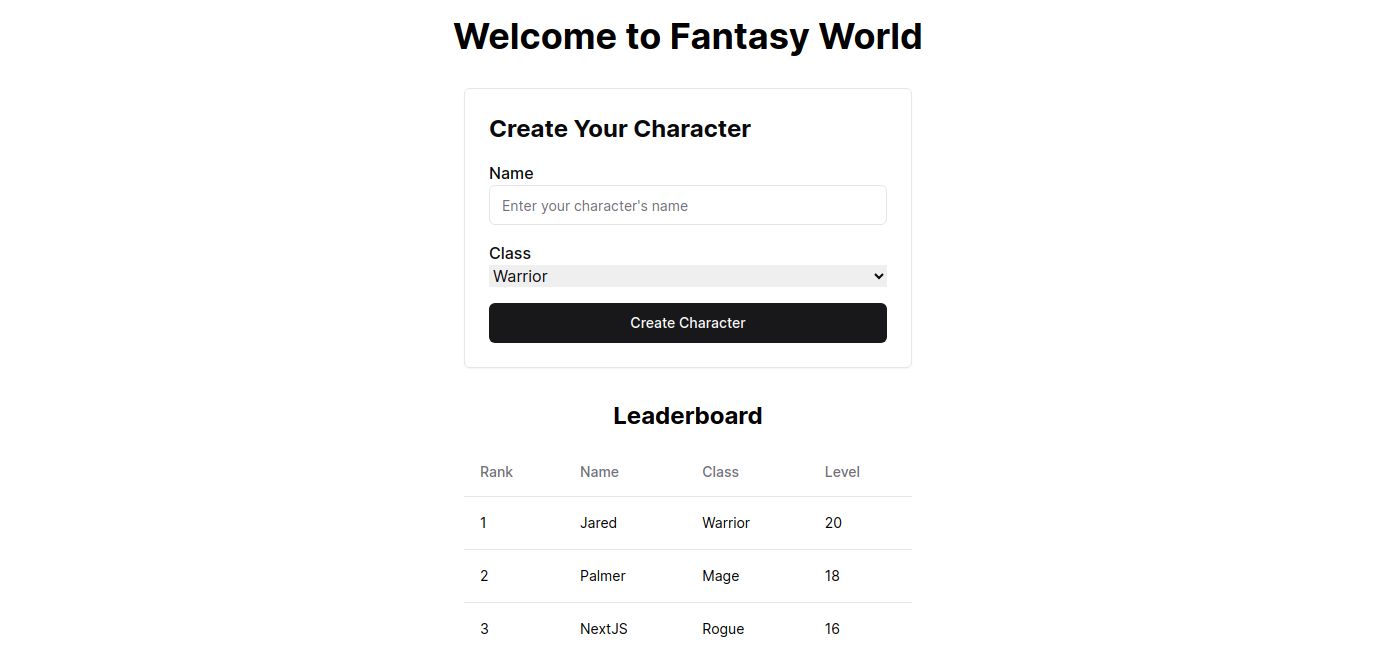 Welcome to Fantasy World
Create Your Character
Name
Enter your character's name
Class
Warrior
Create Character
Leaderboard
Rank Name Class Level
1 Jared Warrior 20
2 Palmer Mage 18
3 NextJS Rogue 16